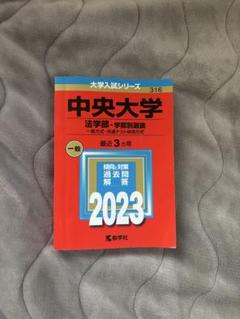 大学入試シリーズ
316
中央大学
法学部-学部別選抜
一般方式・共通テスト併用方式
最近3カ年
一般
傾向と対策
過去問
解答
2023
教学社